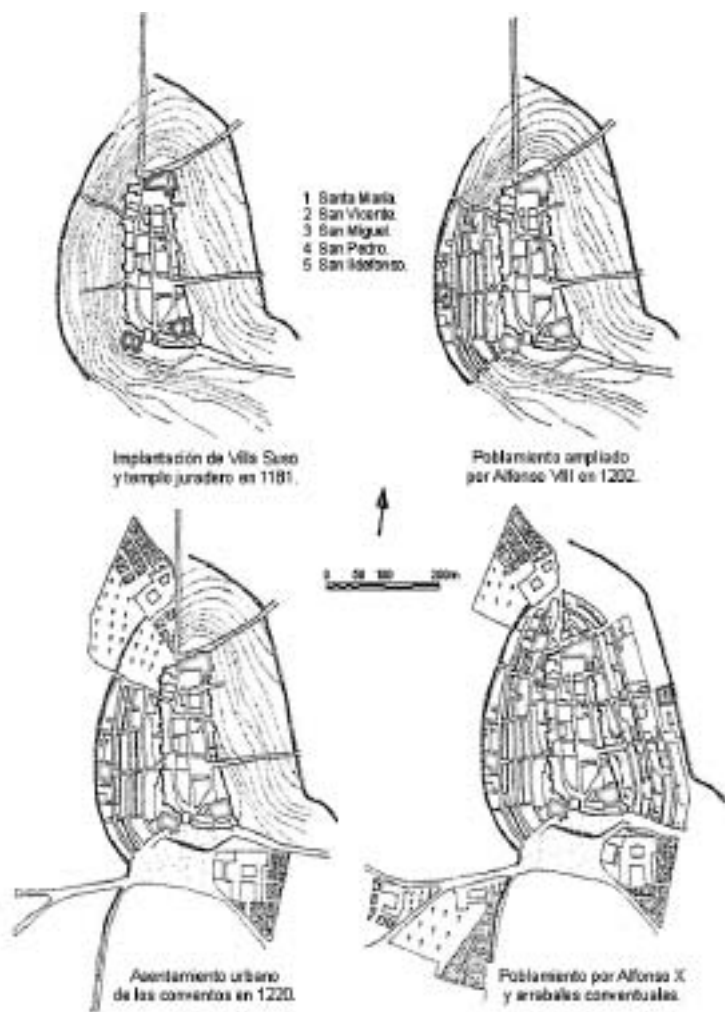 1 Santa María.
2 San Vicente.
3 San Miguel.
4 San Pedro.
5 San Ildefonso.
Implantación de Villa Suso
y templo juradero en 1181.
Poblamiento ampliado
por Alfonso VIII en 1202.
0 50 100 200m
Asentamiento urbano
de los conventos en 1220.
Poblamiento por Alfonso X
y arrabales conventuales.